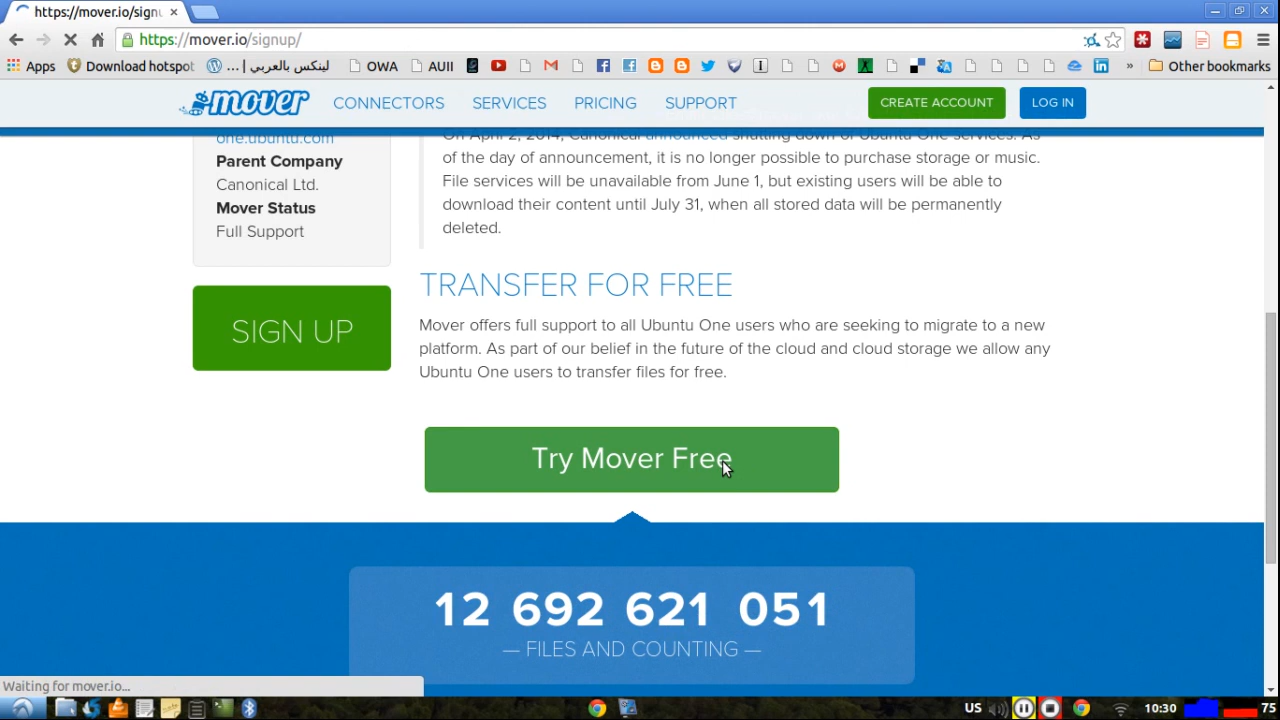 https://mover.io/signu
https://mover.io/signup/
Apps
Download hotspot
لينكس بالعربي | ...
OWA
AUII
Other bookmarks
mover
CONNECTORS
SERVICES
PRICING
SUPPORT
CREATE ACCOUNT
LOG IN
one.ubuntu.com
Parent Company
Canonical Ltd.
Mover Status
Full Support
SIGN UP
On April 2, 2014, Canonical announced shutting down of Ubuntu One services. As
of the day of announcement, it is no longer possible to purchase storage or music.
File services will be unavailable from June 1, but existing users will be able to
download their content until July 31, when all stored data will be permanently
deleted.
TRANSFER FOR FREE
Mover offers full support to all Ubuntu One users who are seeking to migrate to a new
platform. As part of our belief in the future of the cloud and cloud storage we allow any
Ubuntu One users to transfer files for free.
Try Mover Free
12 692 621 051
— FILES AND COUNTING —
Waiting for mover.io...
US
10:30
75